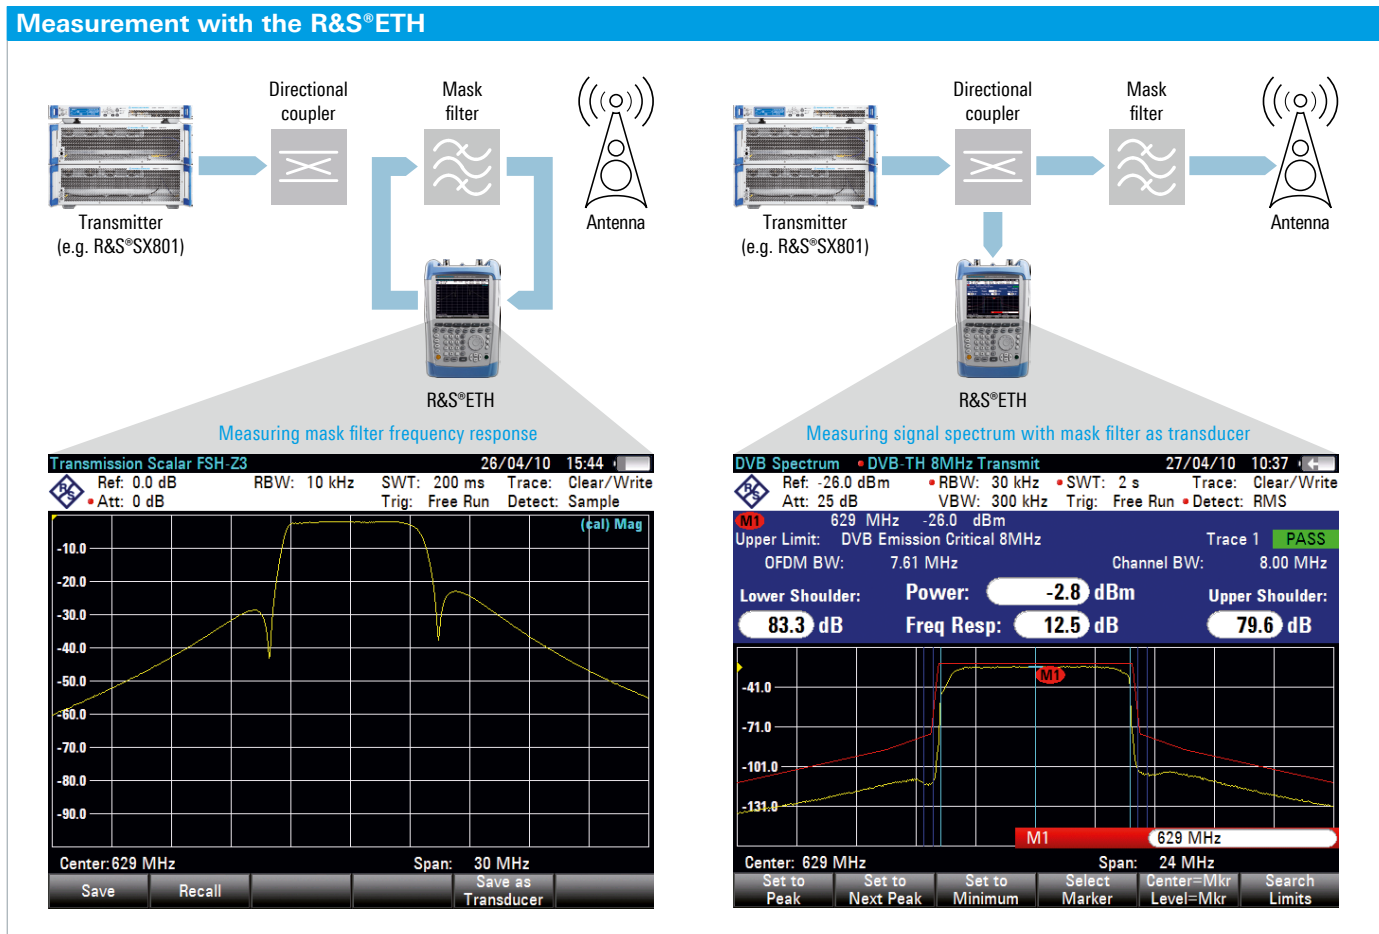 Measurement with the R&S®ETH
Directional
coupler
Mask
filter
Transmitter
(e.g. R&S®SX801)
Antenna
R&S®ETH
Measuring mask filter frequency response
Transmission Scalar FSH-Z3 26/04/10 15:44
Ref: 0.0 dB RBW: 10 kHz SWT: 200 ms Trace: Clear/Write
Att: 0 dB Trig: Free Run Detect: Sample
(cal) Mag
-10.0
-20.0
-30.0
-40.0
-50.0
-60.0
-70.0
-80.0
-90.0
Center: 629 MHz Span: 30 MHz
Save Recall Save as
Transducer
Directional
coupler
Mask
filter
Transmitter
(e.g. R&S®SX801)
Antenna
R&S®ETH
Measuring signal spectrum with mask filter as transducer
DVB Spectrum DVB-TH 8MHz Transmit 27/04/10 10:37
Ref: -26.0 dBm RBW: 30 kHz SWT: 2 s Trace: Clear/Write
Att: 25 dB VBW: 300 kHz Trig: Free Run Detect: RMS
M1 629 MHz -26.0 dBm
Upper Limit: DVB Emission Critical 8MHz Trace 1 PASS
OFDM BW: 7.61 MHz Channel BW: 8.00 MHz
Lower Shoulder: Power: -2.8 dBm Upper Shoulder:
83.3 dB Freq Resp: 12.5 dB 79.6 dB
M1
-41.0
-71.0
-101.0
-131.0
M1 629 MHz
Center: 629 MHz Span: 24 MHz
Set to Set to Set to Select Center=Mkr Search
Peak Next Peak Minimum Marker Level=Mkr Limits